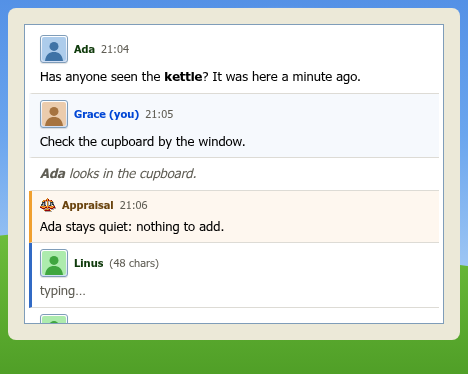 Ada 21:04
Has anyone seen the kettle? It was here a minute ago.
Grace (you) 21:05
Check the cupboard by the window.
Ada looks in the cupboard.
Appraisal 21:06
Ada stays quiet: nothing to add.
Linus (48 chars)
typing...